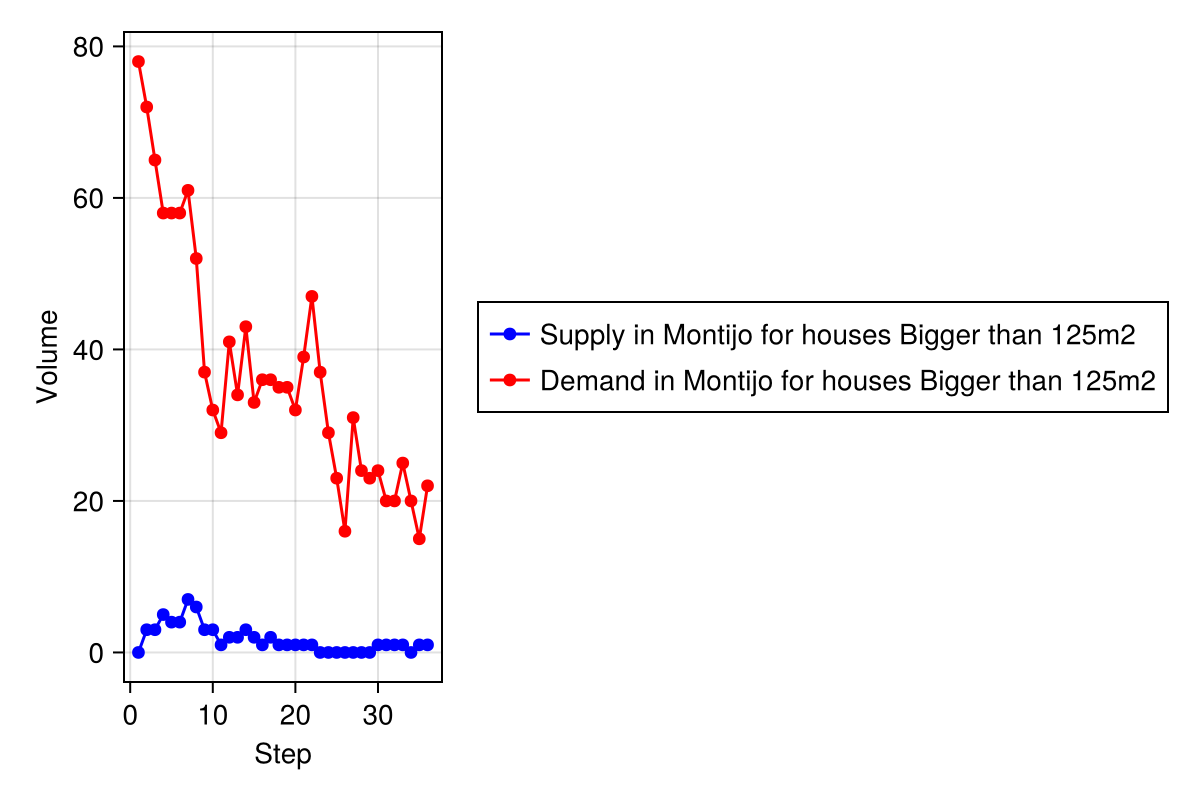 80
60
40
20
0
Volume
0 10 20 30
Step
Supply in Montijo for houses Bigger than 125m2
Demand in Montijo for houses Bigger than 125m2